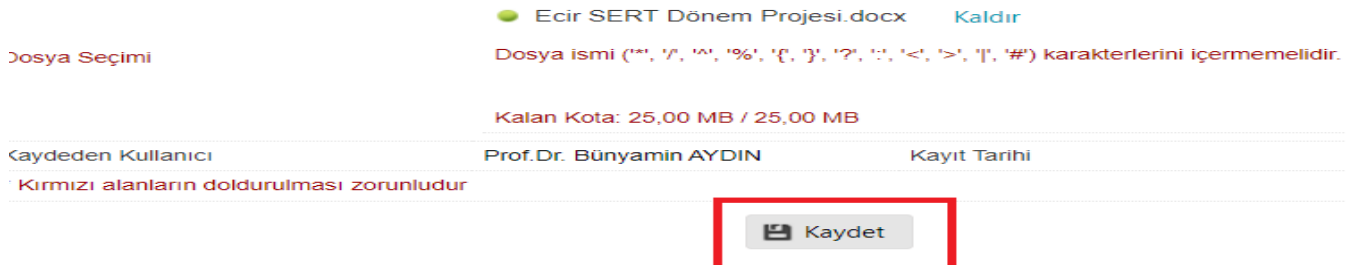 Ecir SERT Dönem Projesi.docx Kaldır
Dosya Seçimi Dosya ismi ('*', '/', '^', '%', '{', '}', '?', ':', '<', '>', '|', '#') karakterlerini içermemelidir.
Kalan Kota: 25,00 MB / 25,00 MB
Kaydeden Kullanıcı Prof.Dr. Bünyamin AYDIN Kayıt Tarihi
Kırmızı alanların doldurulması zorunludur
Kaydet